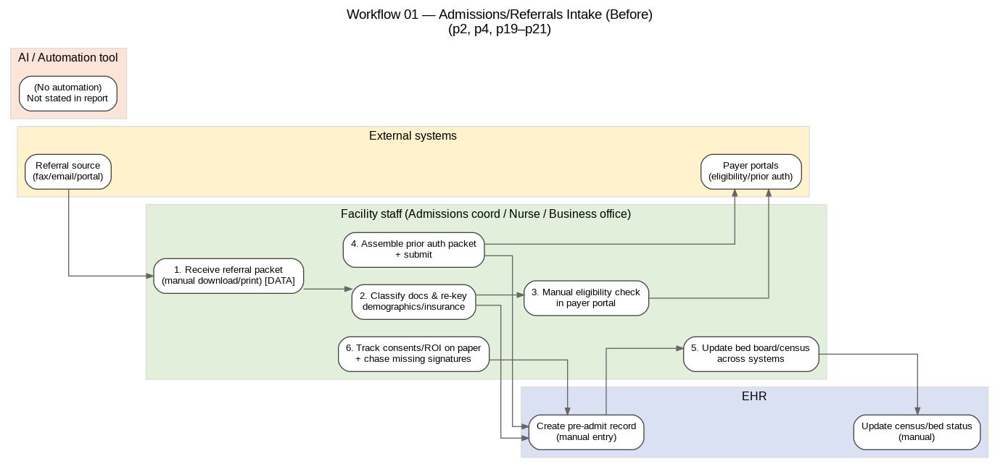 Workflow 01 — Admissions/Referrals Intake (Before)
(p2, p4, p19–p21)
AI / Automation tool
(No automation)
Not stated in report
External systems
Referral source
(fax/email/portal)
Payer portals
(eligibility/prior auth)
Facility staff (Admissions coord / Nurse / Business office)
4. Assemble prior auth packet
+ submit
1. Receive referral packet
(manual download/print) [DATA]
2. Classify docs & re-key
demographics/insurance
3. Manual eligibility check
in payer portal
6. Track consents/ROI on paper
+ chase missing signatures
5. Update bed board/census
across systems
EHR
Create pre-admit record
(manual entry)
Update census/bed status
(manual)